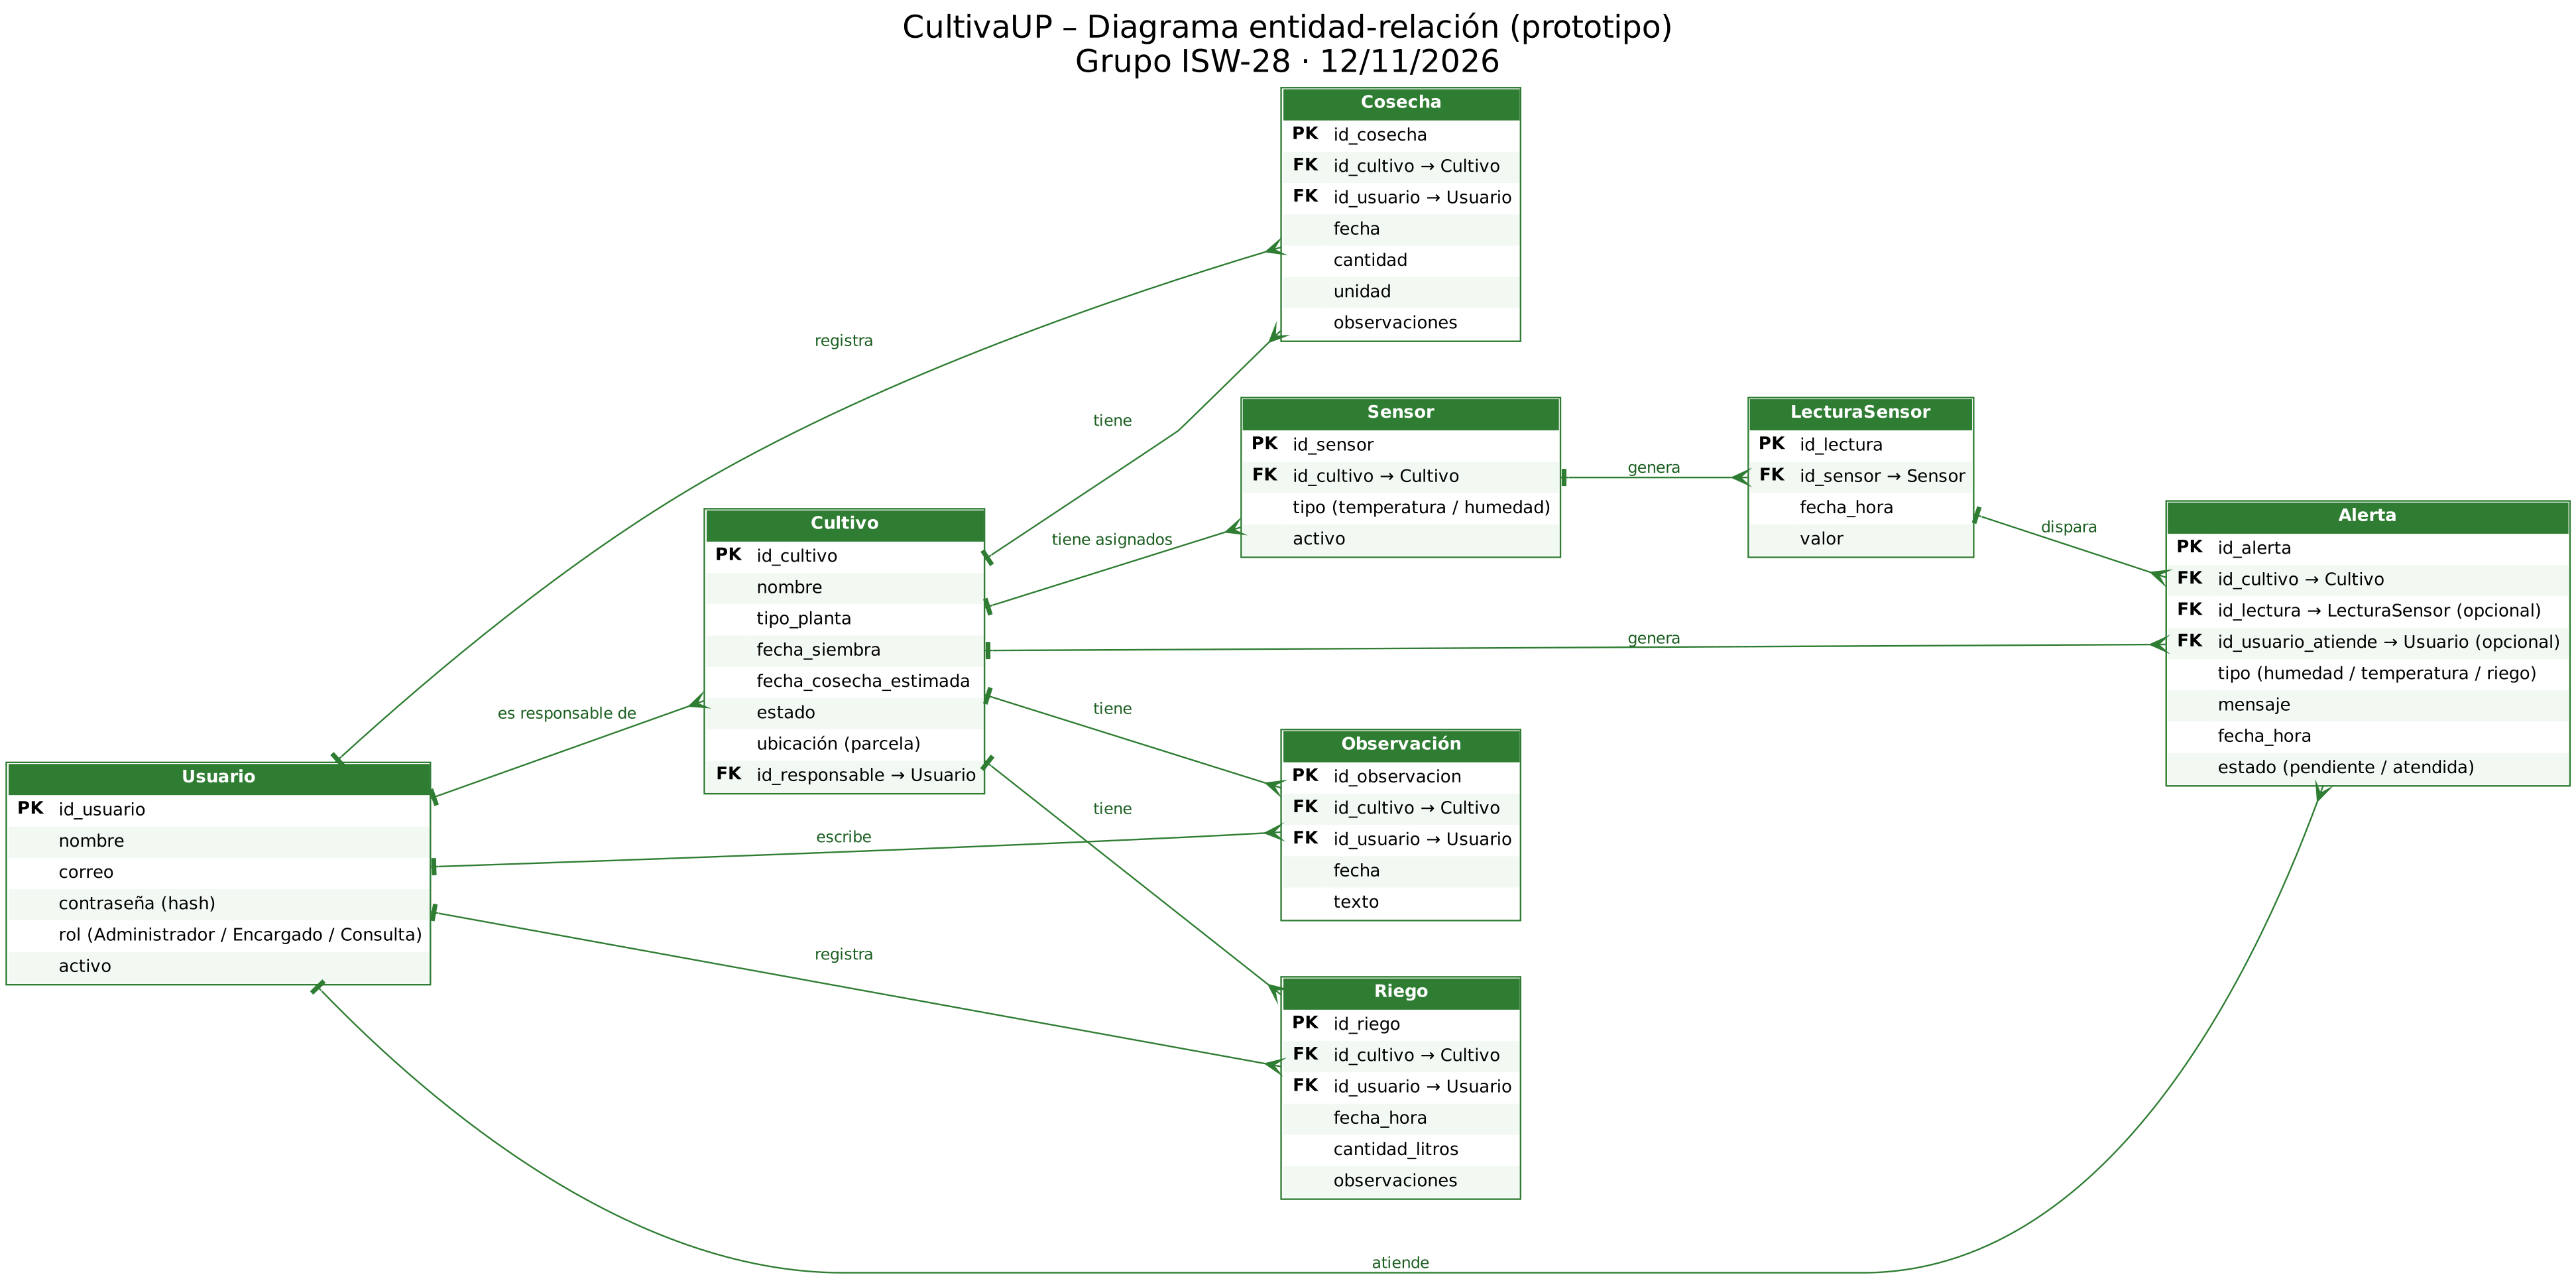 CultivaUP – Diagrama entidad-relación (prototipo)
Grupo ISW-28 · 12/11/2026
Cosecha
PK id_cosecha
FK id_cultivo → Cultivo
FK id_usuario → Usuario
fecha
cantidad
unidad
observaciones
registra
tiene
Sensor
PK id_sensor
FK id_cultivo → Cultivo
tipo (temperatura / humedad)
activo
genera
LecturaSensor
PK id_lectura
FK id_sensor → Sensor
fecha_hora
valor
dispara
Alerta
PK id_alerta
FK id_cultivo → Cultivo
FK id_lectura → LecturaSensor (opcional)
FK id_usuario_atiende → Usuario (opcional)
tipo (humedad / temperatura / riego)
mensaje
fecha_hora
estado (pendiente / atendida)
Cultivo
PK id_cultivo
nombre
tipo_planta
fecha_siembra
fecha_cosecha_estimada
estado
ubicación (parcela)
FK id_responsable → Usuario
tiene asignados
genera
tiene
tiene
es responsable de
Usuario
PK id_usuario
nombre
correo
contraseña (hash)
rol (Administrador / Encargado / Consulta)
activo
escribe
registra
Observación
PK id_observacion
FK id_cultivo → Cultivo
FK id_usuario → Usuario
fecha
texto
Riego
PK id_riego
FK id_cultivo → Cultivo
FK id_usuario → Usuario
fecha_hora
cantidad_litros
observaciones
atiende